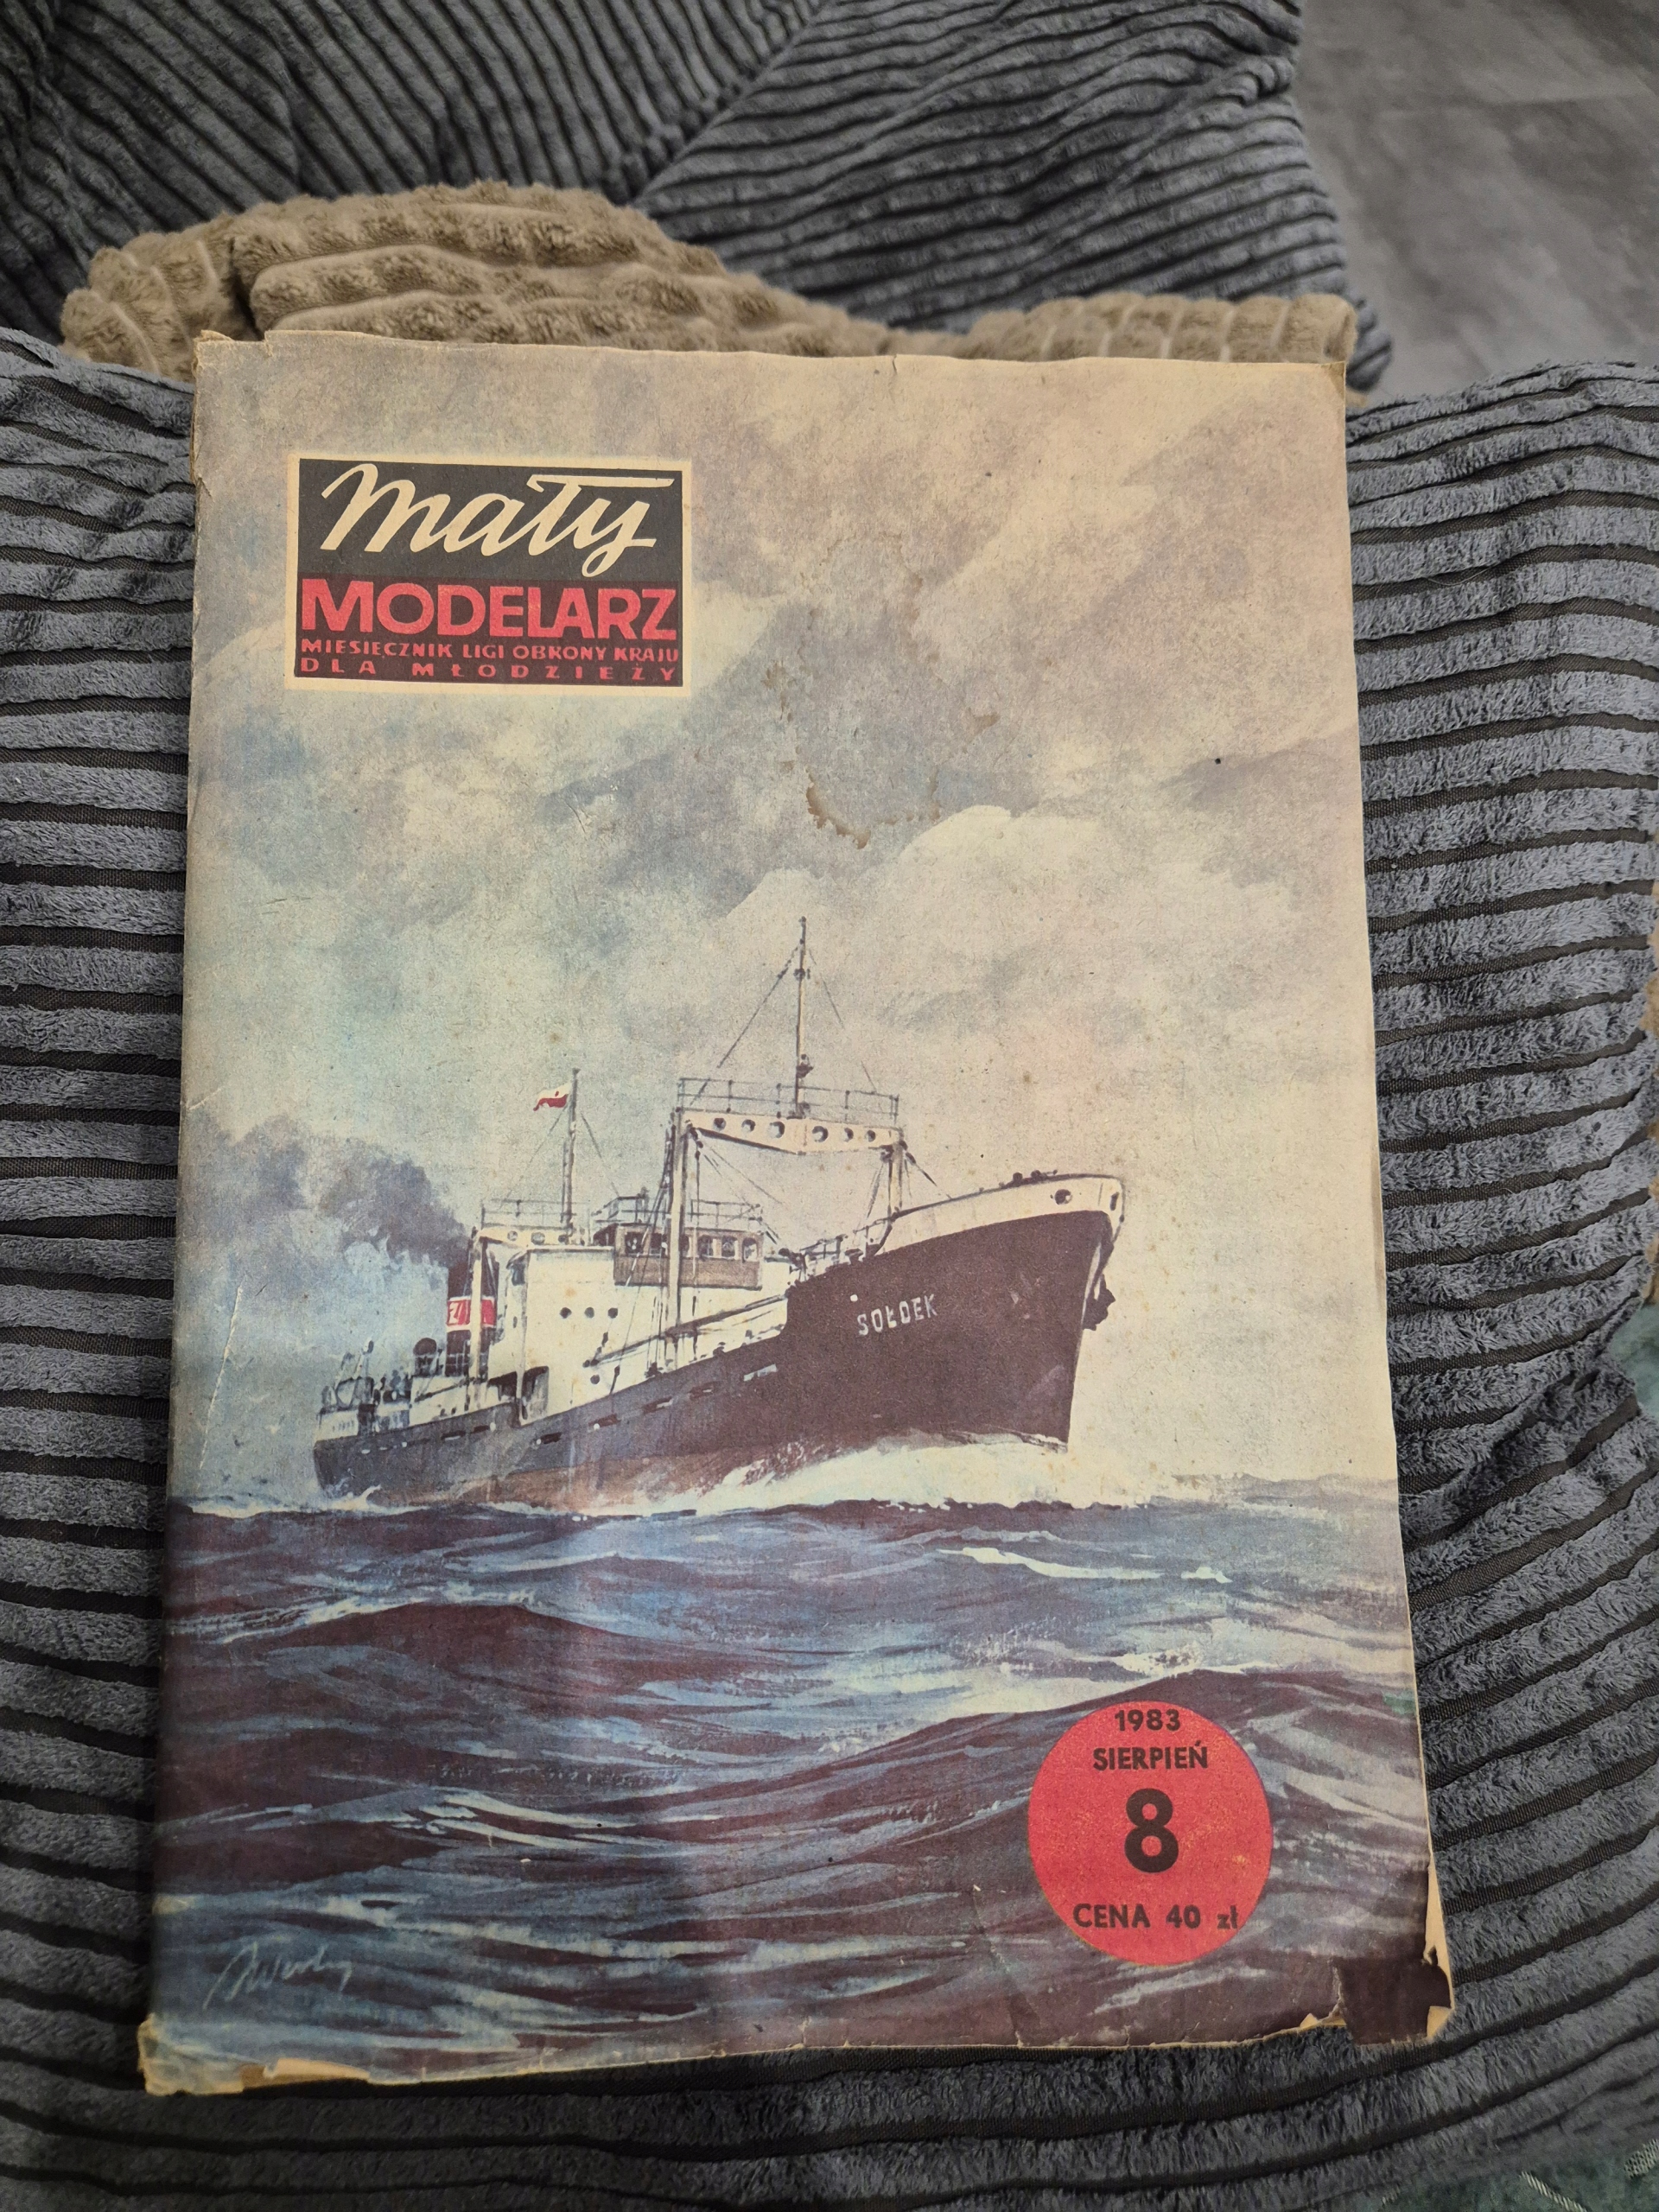 mały
MODELARZ
MIESIĘCZNIK LIGI OBRONY KRAJU
DLA MŁODZIEŻY
SOŁDEK
1983
SIERPIEŃ
8
CENA 40 zł